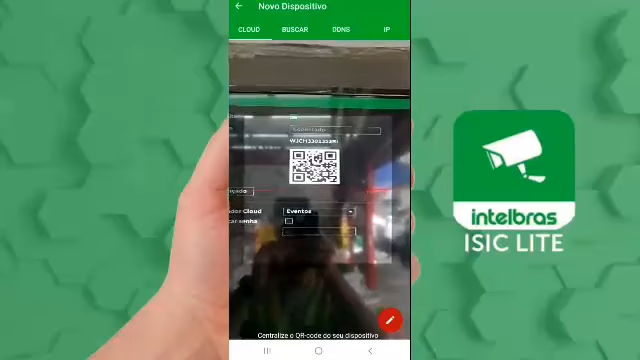 Novo Dispositivo
CLOUD
BUSCAR
DDNS
IP
Eventos
Centralize o QR-code do seu dispositivo
intelbras
ISIC LITE